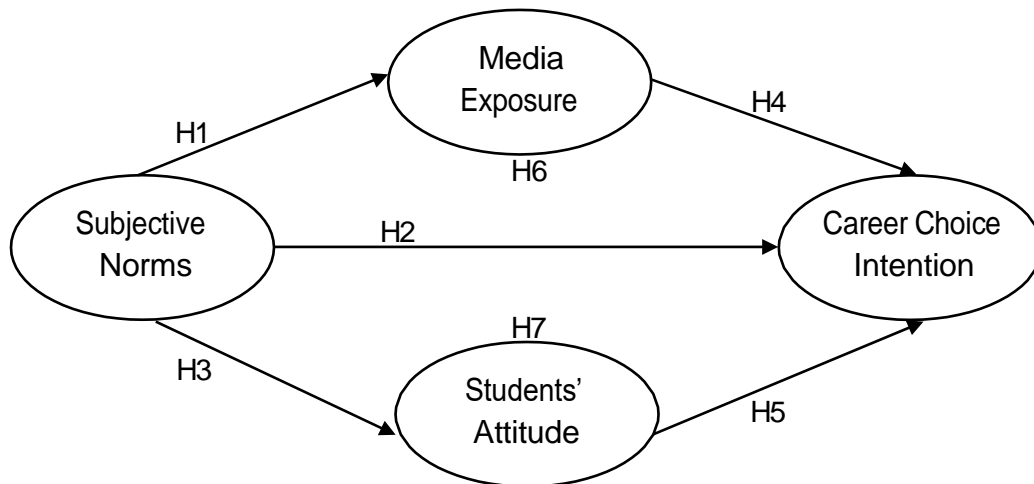 Media
Exposure
H4
H1
H6
Subjective
Norms
H2
Career Choice
Intention
H7
H3
Students’
Attitude
H5